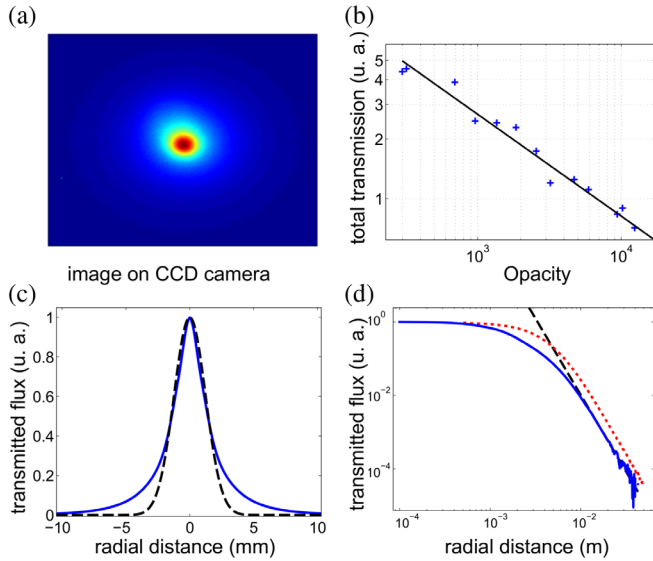 (a)
image on CCD camera
(b)
total transmission (u. a.)
5
4
3
2
1
10^3
10^4
Opacity
(c)
transmitted flux (u. a.)
1
0.8
0.6
0.4
0.2
0
−10
−5
0
5
10
radial distance (mm)
(d)
transmitted flux (u. a.)
10^0
10^−2
10^−4
10^−4
10^−3
10^−2
radial distance (m)